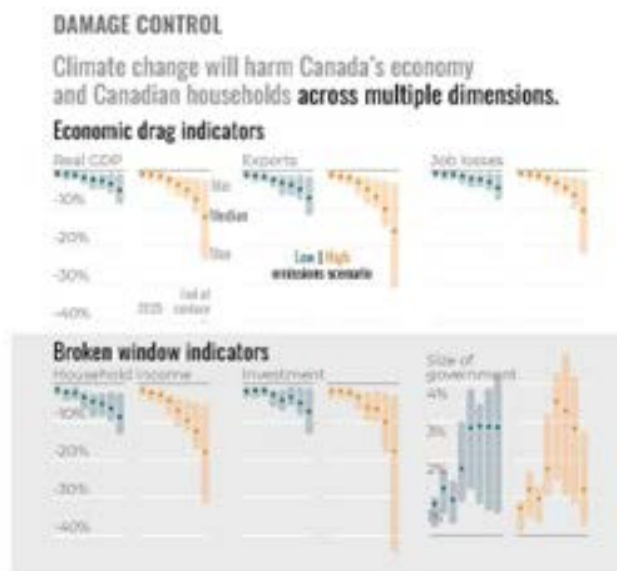 DAMAGE CONTROL
Climate change will harm Canada's economy
and Canadian households across multiple dimensions.
Economic drag indicators
Real GDP
Exports
Job losses
-10%
-20%
-30%
-40%
Min
Median
Max
Low | High
emissions scenario
2025
End of
century
Broken window indicators
Household income
Investment
Size of
government
-10%
-20%
-30%
-40%
4%
3%
2%